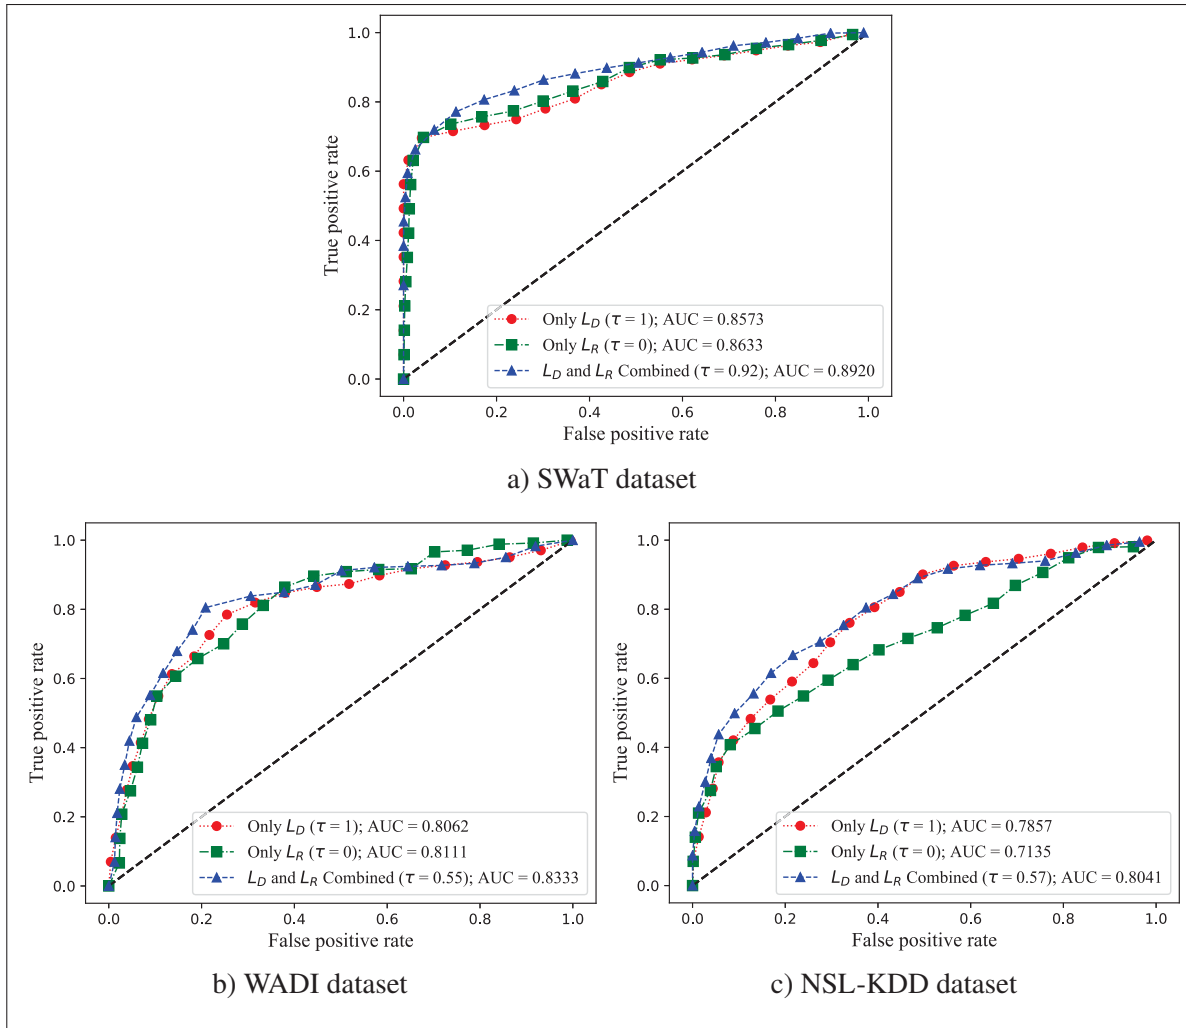 1.0
0.8
0.6
0.4
0.2
0.0
True positive rate
Only L_D (τ = 1); AUC = 0.8573
Only L_R (τ = 0); AUC = 0.8633
L_D and L_R Combined (τ = 0.92); AUC = 0.8920
0.0 0.2 0.4 0.6 0.8 1.0
False positive rate
a) SWaT dataset
1.0
0.8
0.6
0.4
0.2
0.0
True positive rate
Only L_D (τ = 1); AUC = 0.8062
Only L_R (τ = 0); AUC = 0.8111
L_D and L_R Combined (τ = 0.55); AUC = 0.8333
0.0 0.2 0.4 0.6 0.8 1.0
False positive rate
b) WADI dataset
1.0
0.8
0.6
0.4
0.2
0.0
True positive rate
Only L_D (τ = 1); AUC = 0.7857
Only L_R (τ = 0); AUC = 0.7135
L_D and L_R Combined (τ = 0.57); AUC = 0.8041
0.0 0.2 0.4 0.6 0.8 1.0
False positive rate
c) NSL-KDD dataset